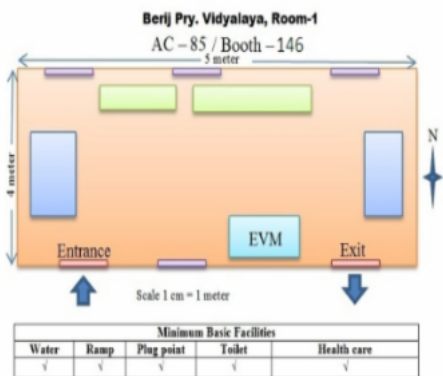 Berij Pry. Vidyalaya, Room-1
AC – 85 / Booth – 146
5 meter
4 meter
N
EVM
Entrance
Exit
Scale 1 cm = 1 meter
Minimum Basic Facilities
Water Ramp Plug point Toilet Health care
√ √ √ √ √